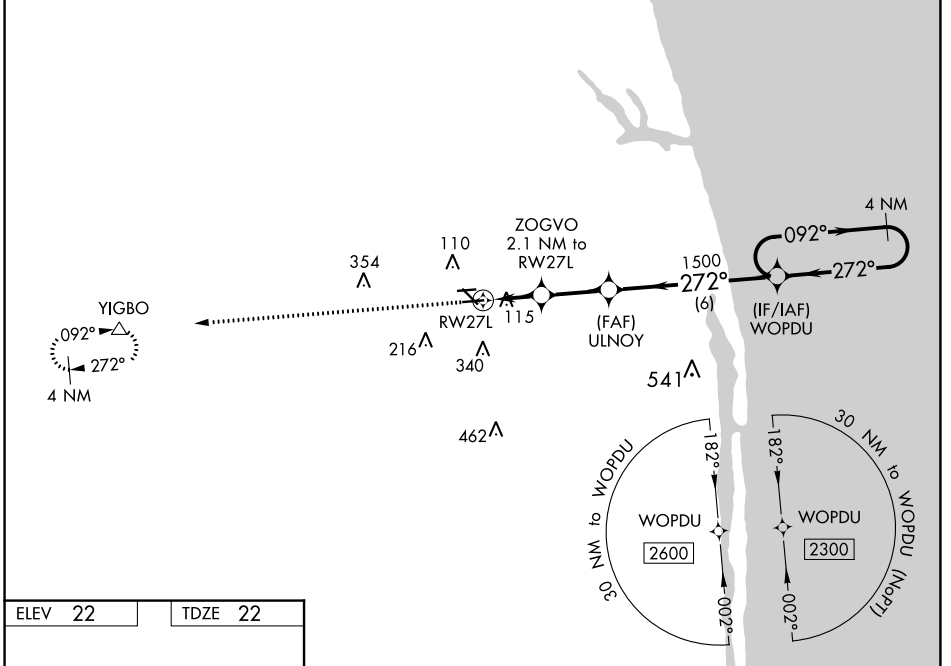 4 NM
092°
272°
ZOGVO
2.1 NM to
RW27L
110
354
1500
272°
(6)
(IF/IAF)
WOPDU
YIGBO
092°
272°
4 NM
RW27L
115
(FAF)
ULNOY
216
340
541
462
30 NM to WOPDU
182°
WOPDU
2600
002°
30 NM to WOPDU (NoPT)
182°
WOPDU
2300
002°
ELEV 22
TDZE 22